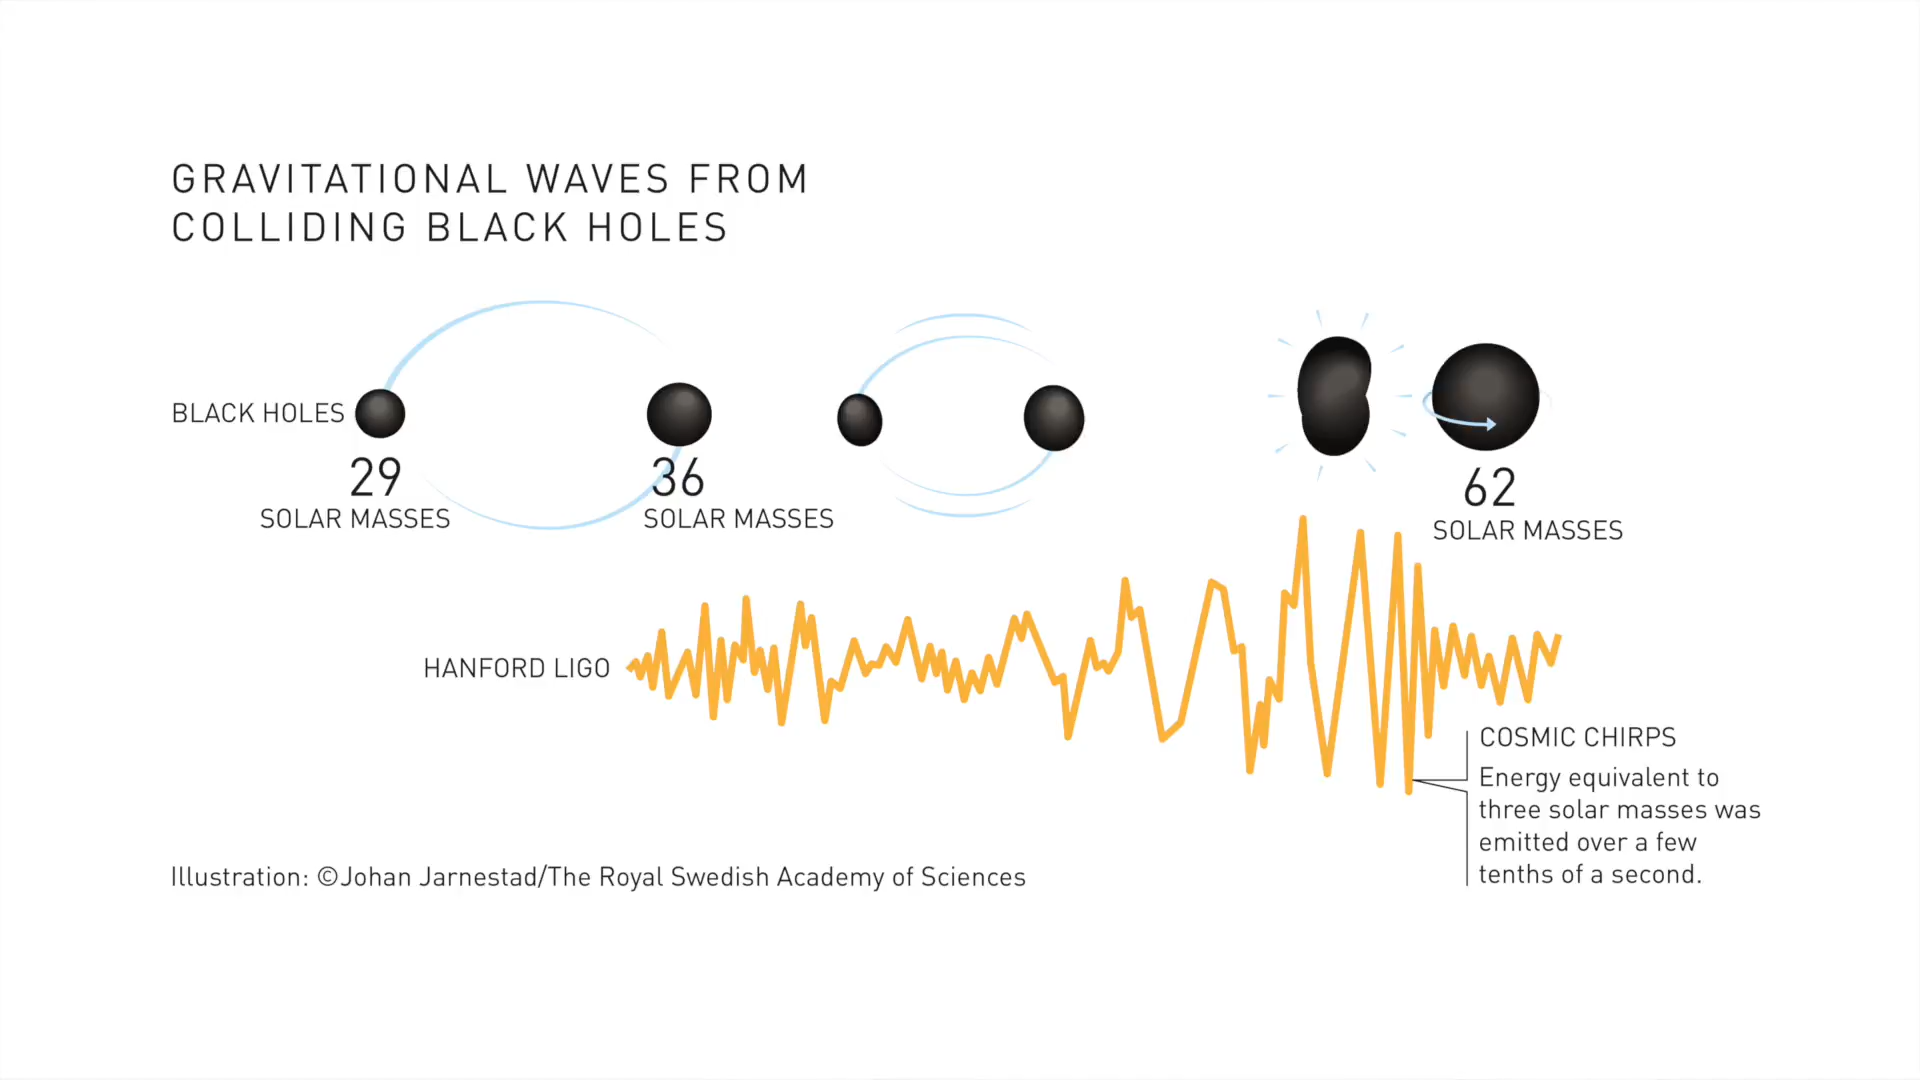 GRAVITATIONAL WAVES FROM
COLLIDING BLACK HOLES
BLACK HOLES
29
SOLAR MASSES
36
SOLAR MASSES
62
SOLAR MASSES
HANFORD LIGO
COSMIC CHIRPS
Energy equivalent to
three solar masses was
emitted over a few
tenths of a second.
Illustration: ©Johan Jarnestad/The Royal Swedish Academy of Sciences